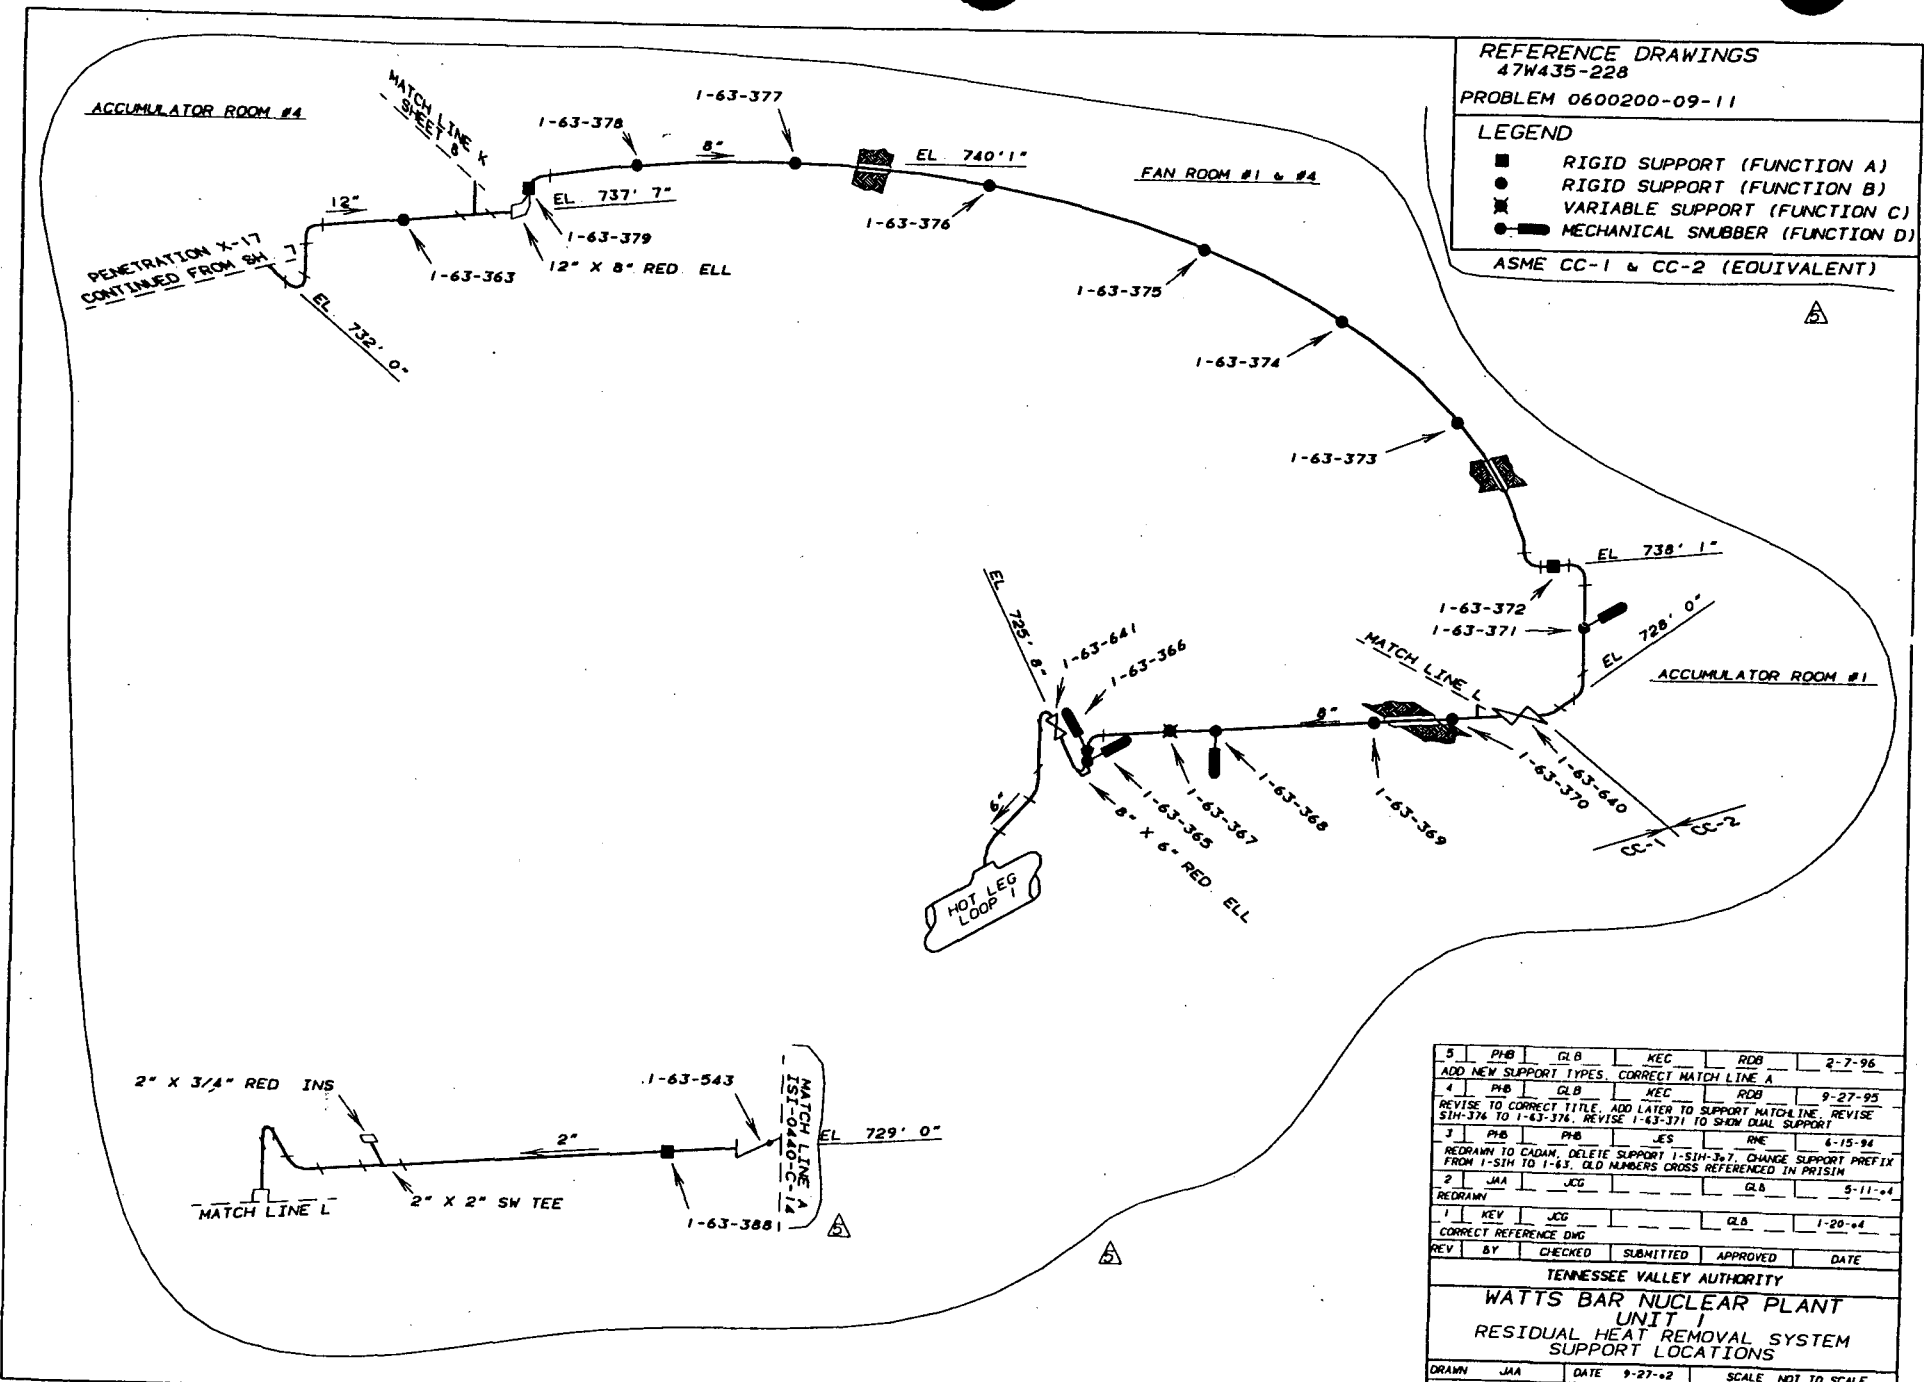 REFERENCE DRAWINGS
47W435-228
PROBLEM 0600200-09-11
LEGEND
RIGID SUPPORT (FUNCTION A)
RIGID SUPPORT (FUNCTION B)
VARIABLE SUPPORT (FUNCTION C)
MECHANICAL SNUBBER (FUNCTION D)
ASME CC-1 & CC-2 (EQUIVALENT)
5
ACCUMULATOR ROOM #4
MATCH LINE K
SHEET 8
1-63-377
1-63-378
8"
EL 740'1"
FAN ROOM #1 & #4
12"
EL 737' 7"
1-63-376
1-63-379
PENETRATION X-17
CONTINUED FROM SH. 7
1-63-363
12" X 8" RED. ELL
EL 732' 0"
1-63-375
1-63-374
1-63-373
EL 738' 1"
1-63-372
1-63-371
EL 728' 0"
EL 725' 8"
1-63-641
1-63-366
MATCH LINE L
ACCUMULATOR ROOM #1
8"
6"
1-63-365
1-63-367
1-63-368
1-63-369
1-63-370
1-63-640
CC-1
CC-2
8" X 6" RED. ELL
HOT LEG
LOOP 1
2" X 3/4" RED INS
1-63-543
MATCH LINE A
ISI-0440-C-14
EL 729' 0"
2"
MATCH LINE L
2" X 2" SW TEE
1-63-388
5
5
5 PHB GLB KEC RDB 2-7-96
ADD NEW SUPPORT TYPES, CORRECT MATCH LINE A
4 PHB GLB KEC RDB 9-27-95
REVISE TO CORRECT TITLE. ADD LATER TO SUPPORT MATCHLINE. REVISE
SIH-376 TO 1-63-376. REVISE 1-63-371 TO SHOW DUAL SUPPORT
3 PHB PHB JES RNE 6-15-94
REDRAWN TO CADAM, DELETE SUPPORT 1-SIH-367. CHANGE SUPPORT PREFIX
FROM 1-SIH TO 1-63. OLD NUMBERS CROSS REFERENCED IN PRISIM
2 JAA JCG GLB
REDRAWN
1 KEV JCG GLB
CORRECT REFERENCE DWG
REV BY CHECKED SUBMITTED APPROVED DATE
TENNESSEE VALLEY AUTHORITY
WATTS BAR NUCLEAR PLANT
UNIT 1
RESIDUAL HEAT REMOVAL SYSTEM
SUPPORT LOCATIONS
DRAWN JAA DATE SCALE NOT TO SCALE